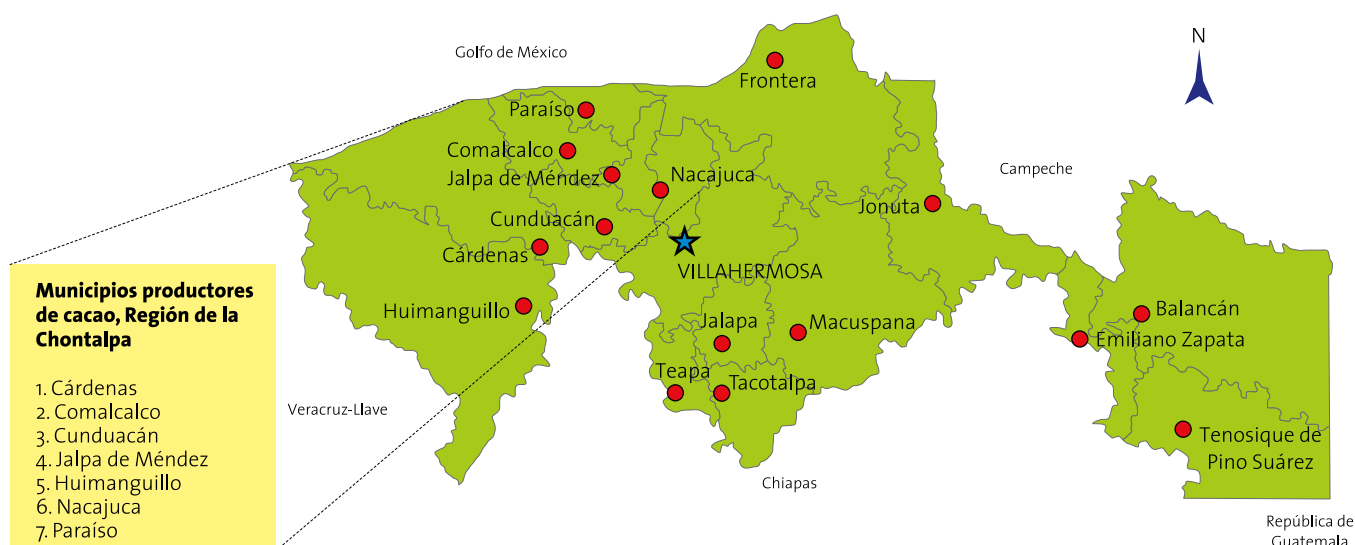 Golfo de México
N
Frontera
Paraíso
Comalcalco
Jalpa de Méndez
Nacajuca
Campeche
Jonuta
Cunduacán
Cárdenas
VILLAHERMOSA
Municipios productores
de cacao, Región de la
Chontalpa
1. Cárdenas
2. Comalcalco
3. Cunduacán
4. Jalpa de Méndez
5. Huimanguillo
6. Nacajuca
7. Paraíso
Huimanguillo
Jalapa
Macuspana
Balancán
Emiliano Zapata
Teapa
Tacotalpa
Veracruz-Llave
Tenosique de
Pino Suárez
Chiapas
República de
Guatemala